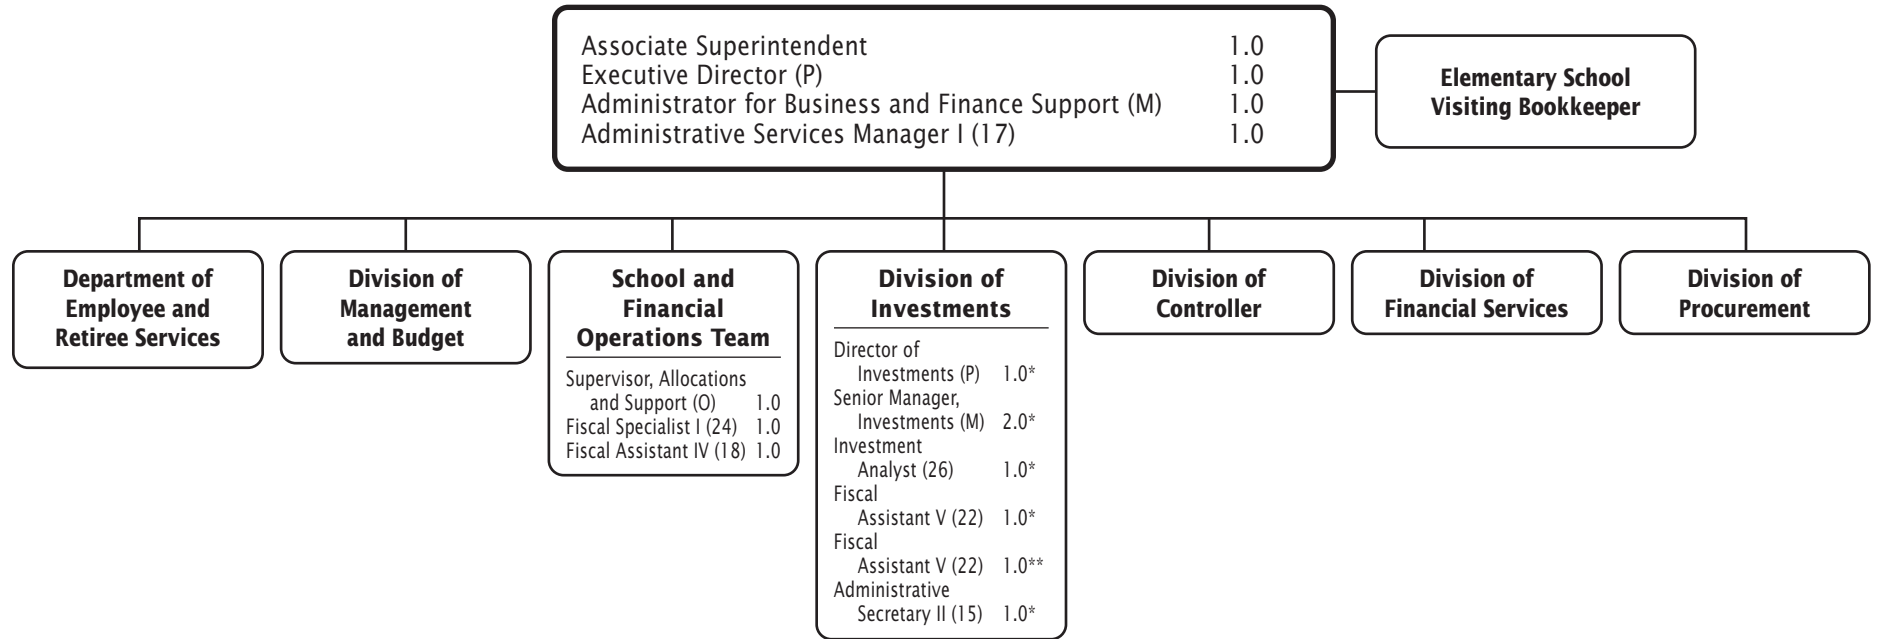 Associate Superintendent 1.0
Executive Director (P) 1.0
Administrator for Business and Finance Support (M) 1.0
Administrative Services Manager I (17) 1.0
Elementary School
Visiting Bookkeeper
Department of
Employee and
Retiree Services
Division of
Management
and Budget
School and
Financial
Operations Team
Supervisor, Allocations
and Support (O) 1.0
Fiscal Specialist I (24) 1.0
Fiscal Assistant IV (18) 1.0
Division of
Investments
Director of
Investments (P) 1.0*
Senior Manager,
Investments (M) 2.0*
Investment
Analyst (26) 1.0*
Fiscal
Assistant V (22) 1.0*
Fiscal
Assistant V (22) 1.0**
Administrative
Secretary II (15) 1.0*
Division of
Controller
Division of
Financial Services
Division of
Procurement